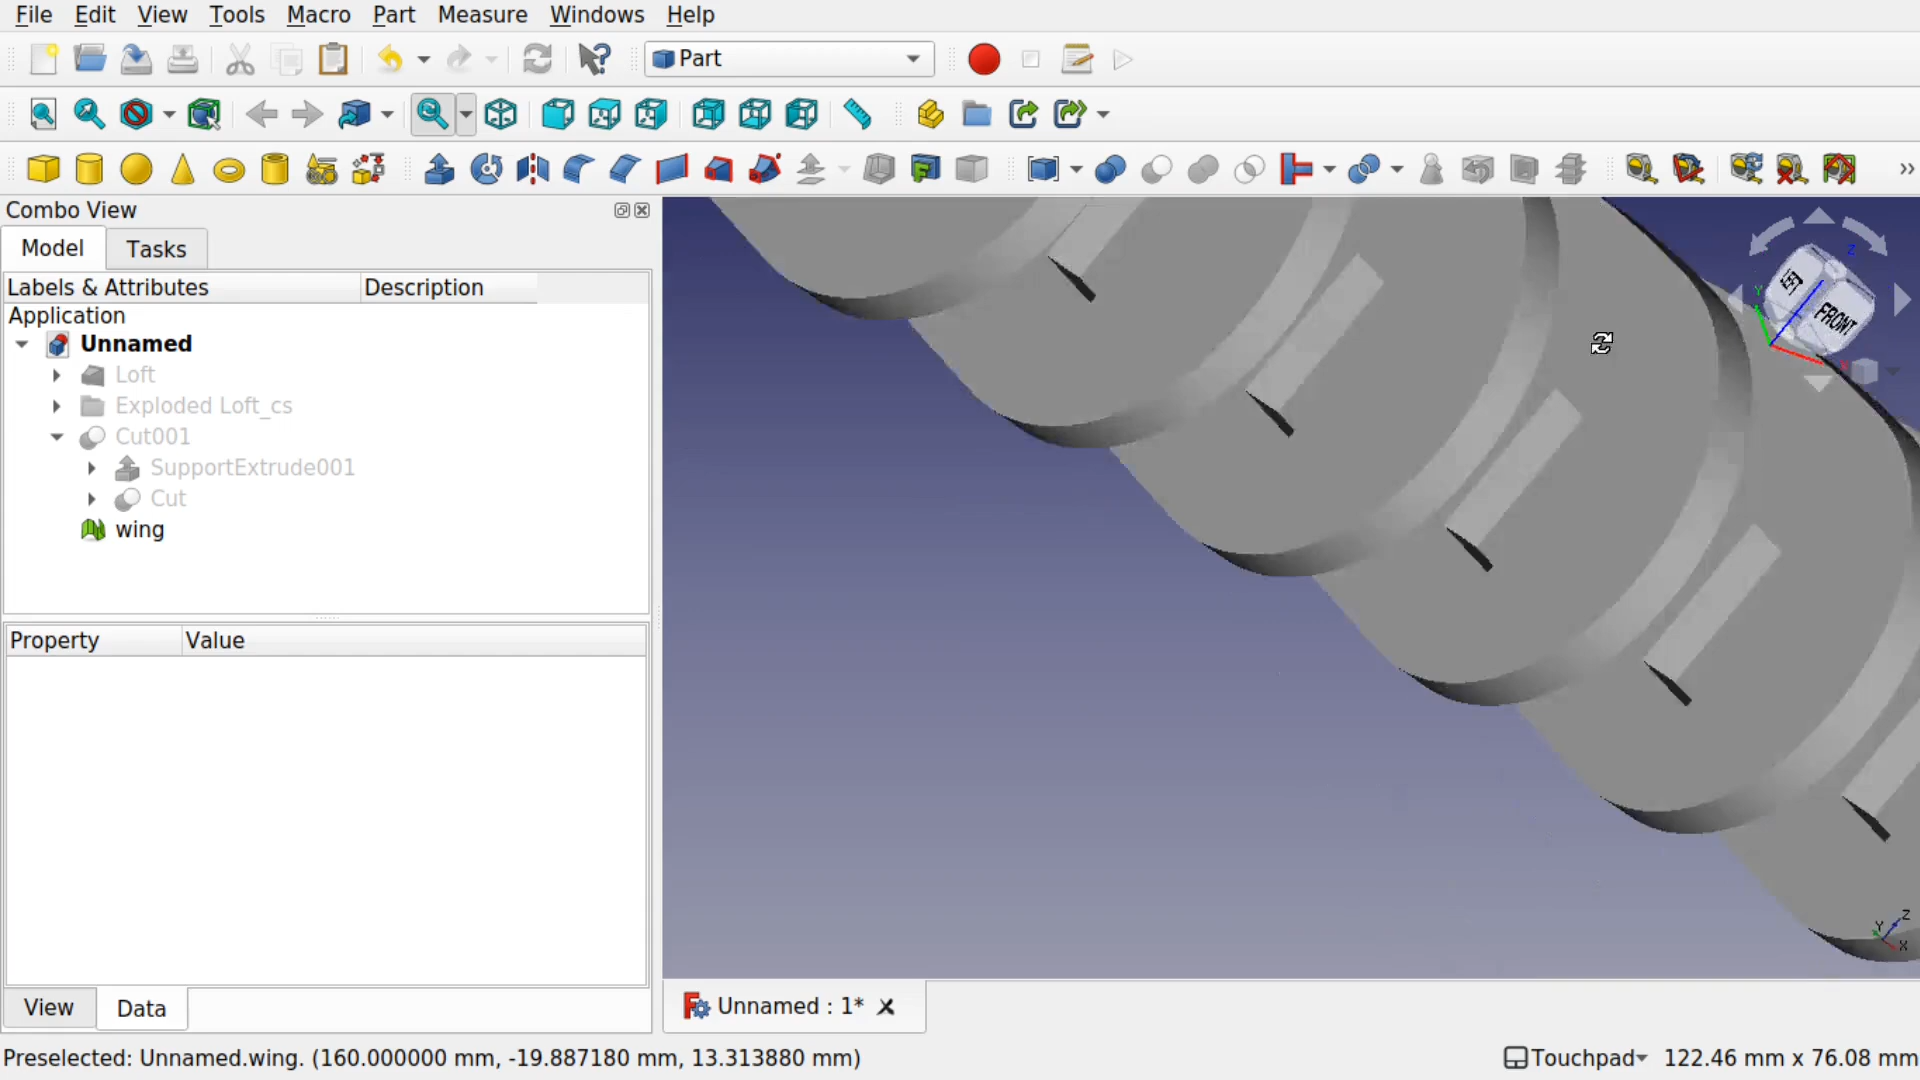 File Edit View Tools Macro Part Measure Windows Help
Part
Combo View
Model Tasks
Labels & Attributes Description
Application
Unnamed
Loft
Exploded Loft_cs
Cut001
SupportExtrude001
Cut
wing
Property Value
View Data
LEFT
FRONT
Z
Y
X
Y Z
X
Unnamed : 1*
Preselected: Unnamed.wing. (160.000000 mm, -19.887180 mm, 13.313880 mm)
Touchpad 122.46 mm x 76.08 mm